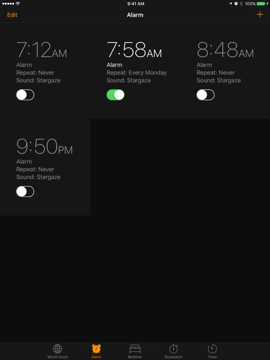 9:41 AM
100%
Edit
Alarm
+
7:12AM
Alarm
Repeat: Never
Sound: Stargaze
7:58AM
Alarm
Repeat: Every Monday
Sound: Stargaze
8:48AM
Alarm
Repeat: Never
Sound: Stargaze
9:50PM
Alarm
Repeat: Never
Sound: Stargaze
World Clock
Alarm
Bedtime
Stopwatch
Timer